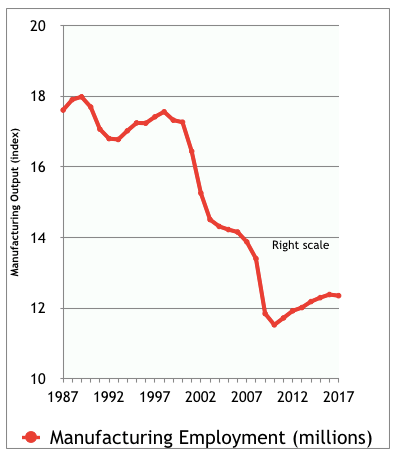 20
18
16
14
12
10
Manufacturing Output (index)
Right scale
1987 1992 1997 2002 2007 2012 2017
Manufacturing Employment (millions)